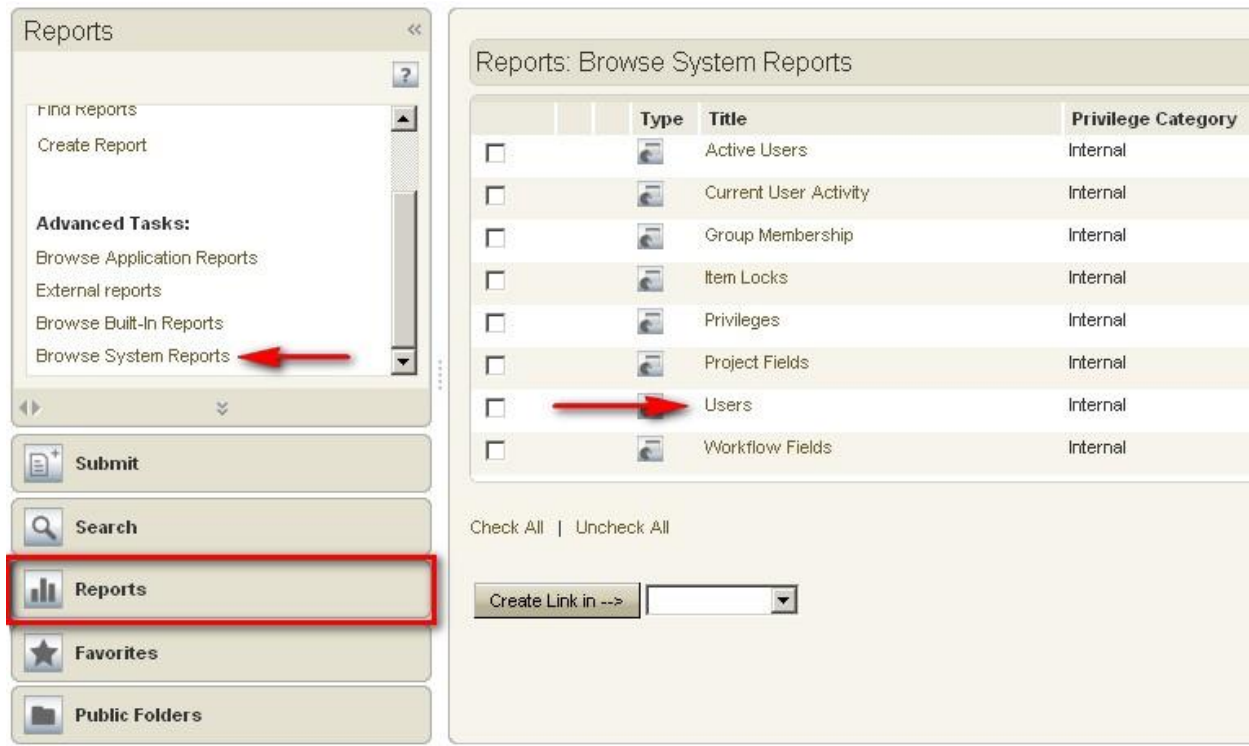 Reports
?
Find Reports
Create Report
Advanced Tasks:
Browse Application Reports
External reports
Browse Built-In Reports
Browse System Reports
Submit
Search
Reports
Favorites
Public Folders
Reports: Browse System Reports
Type Title Privilege Category
Active Users Internal
Current User Activity Internal
Group Membership Internal
Item Locks Internal
Privileges Internal
Project Fields Internal
Users Internal
Workflow Fields Internal
Check All | Uncheck All
Create Link in -->